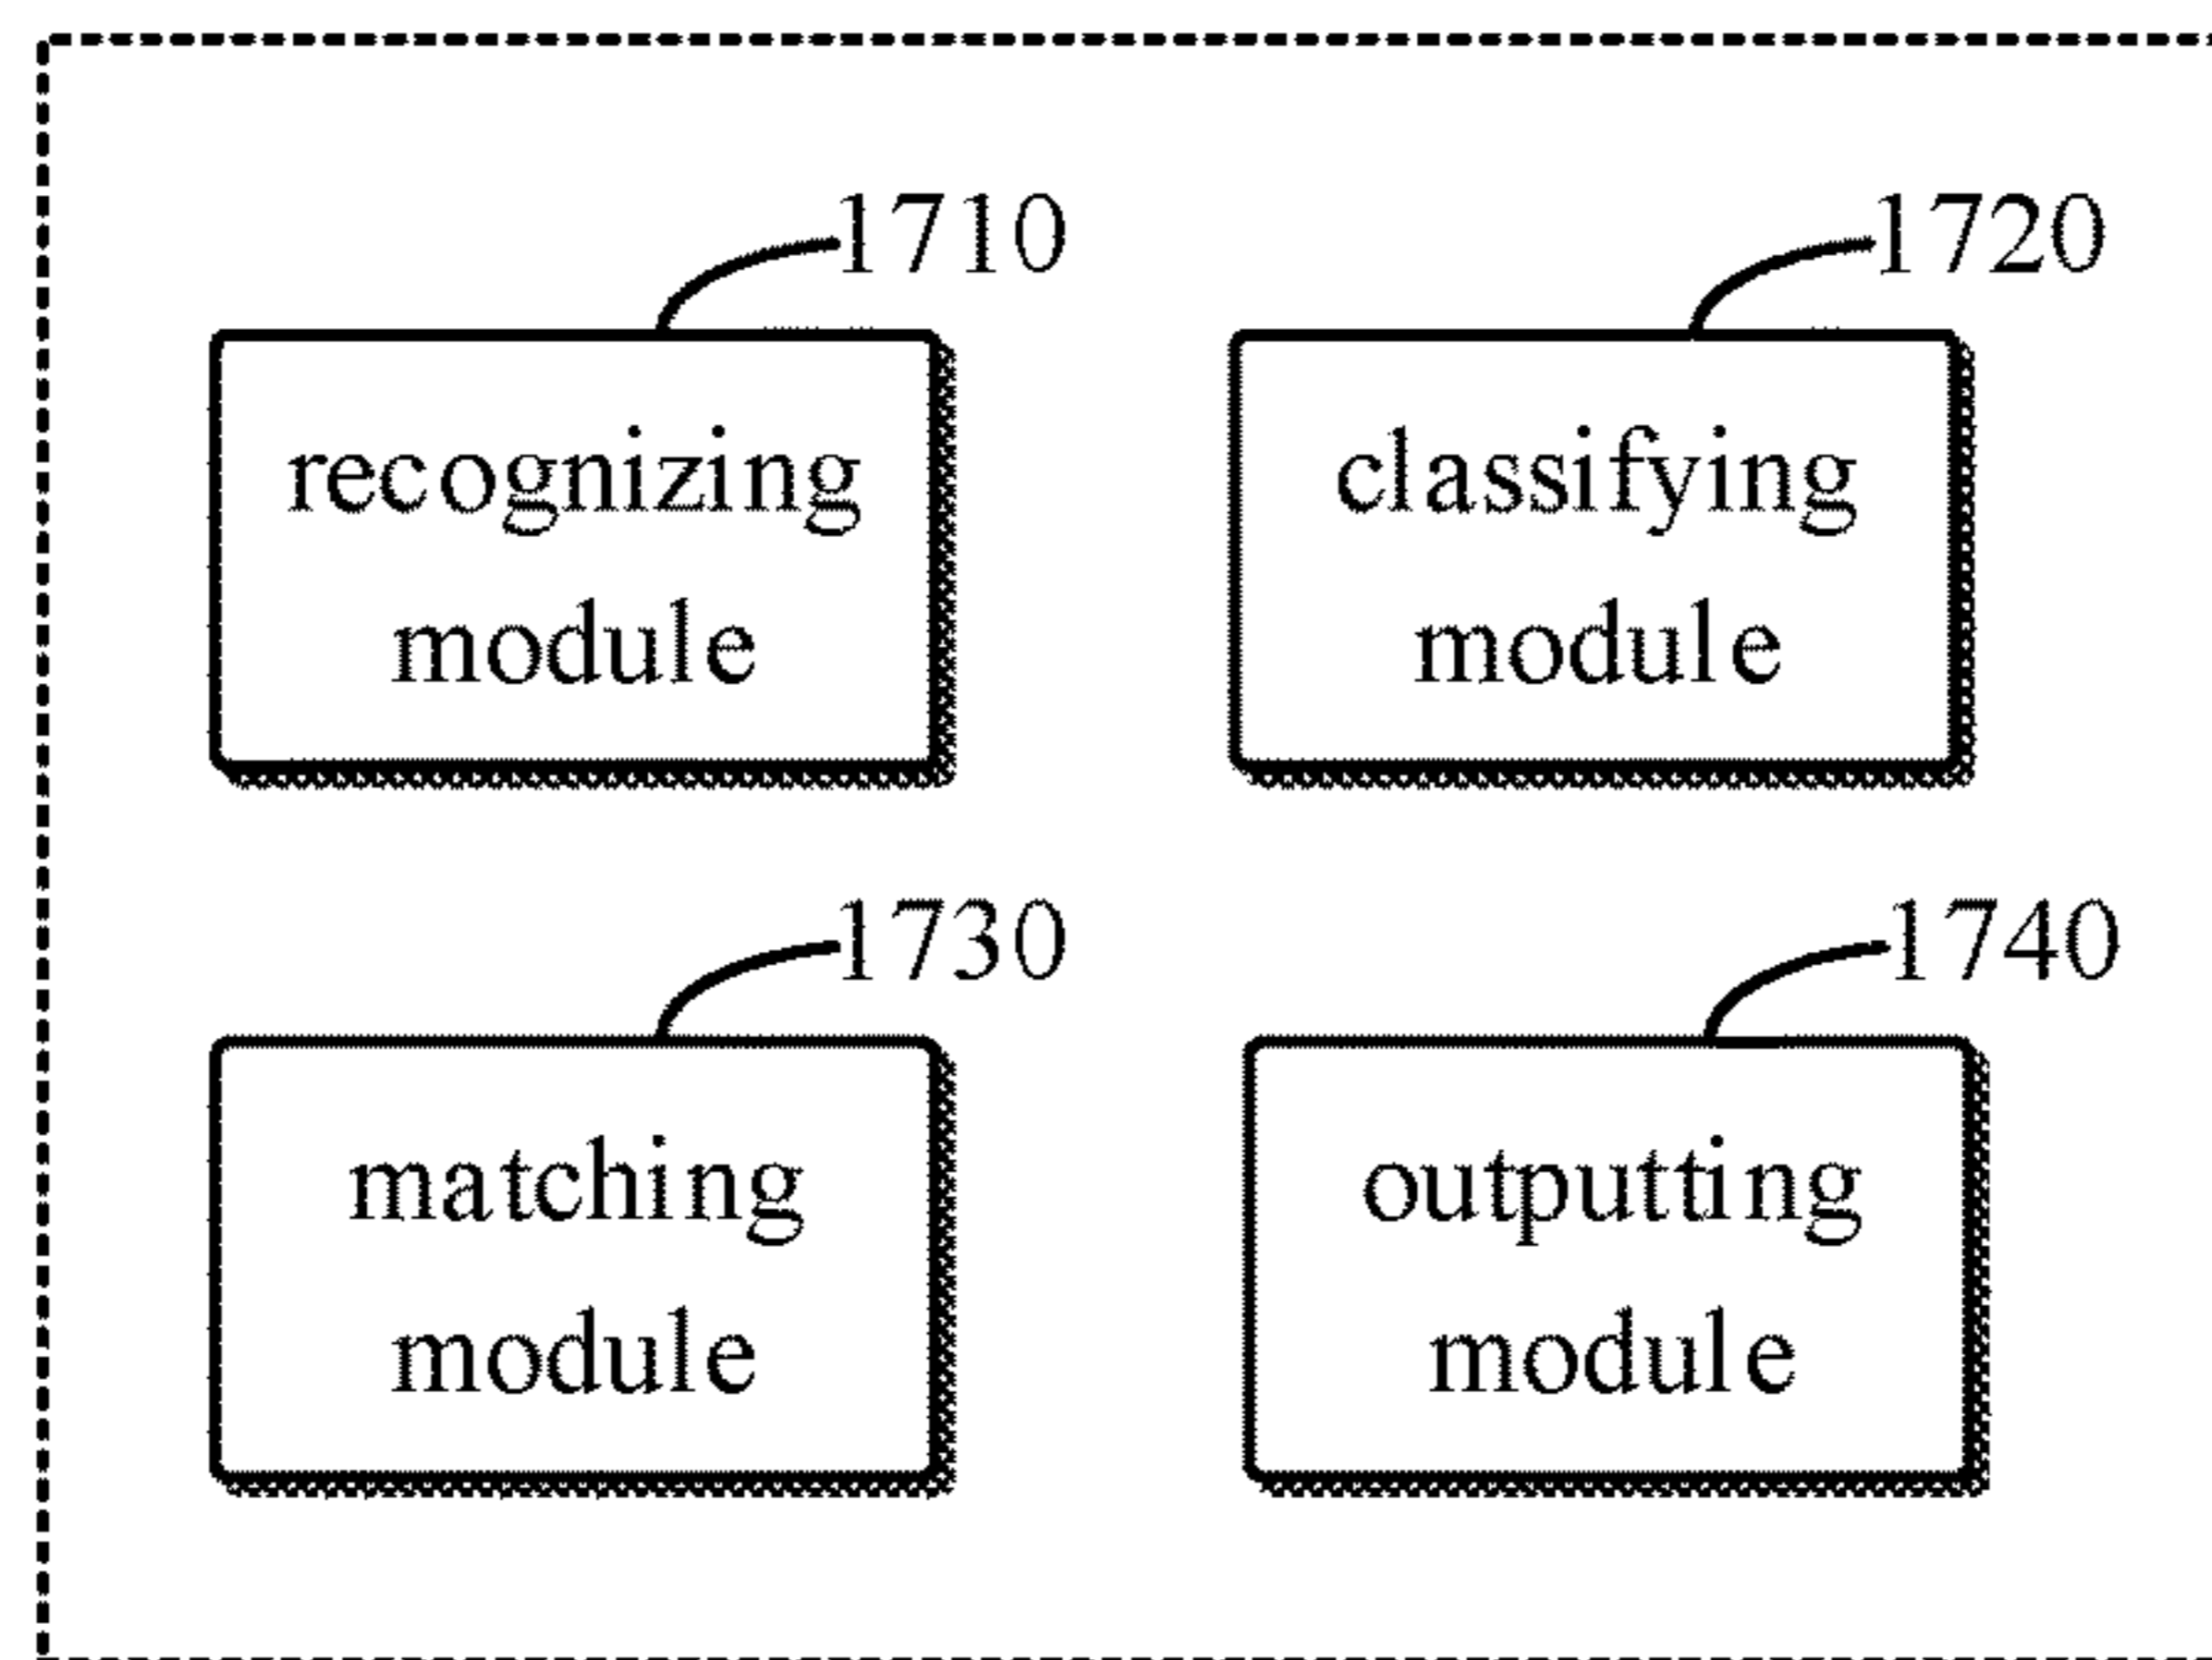 1710
recognizing
module
1720
classifying
module
1730
matching
module
1740
outputting
module